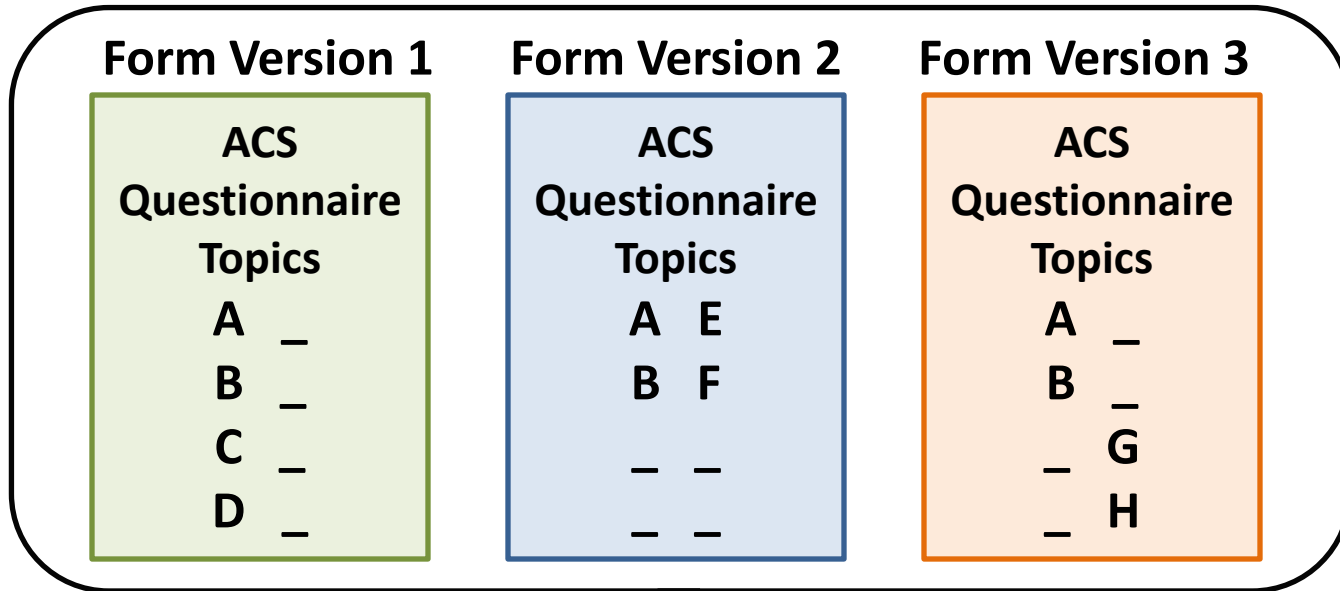 Form Version 1
ACS
Questionnaire
Topics
A _
B _
C _
D _
Form Version 2
ACS
Questionnaire
Topics
A E
B F
_ _
_ _
Form Version 3
ACS
Questionnaire
Topics
A _
B _
_ G
_ H